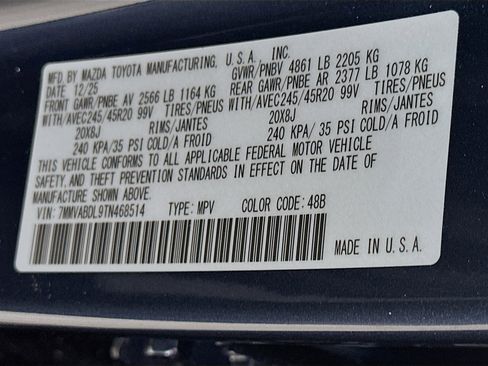 MFD. BY MAZDA TOYOTA MANUFACTURING, U.S.A., INC.
DATE 12/25 GVWR/PNBV 4861 LB 2205 KG
FRONT GAWR/PNBE AV 2566 LB 1164 KG REAR GAWR/PNBE AR 2377 LB 1078 KG
WITH/AVEC245/45R20 99V TIRES/PNEUS WITH/AVEC245/45R20 99V TIRES/PNEUS
20X8J RIMS/JANTES 20X8J RIMS/JANTES
240 KPA/35 PSI COLD/A FROID 240 KPA/35 PSI COLD/A FROID
THIS VEHICLE CONFORMS TO ALL APPLICABLE FEDERAL MOTOR VEHICLE
SAFETY, AND THEFT PREVENTION STANDARDS IN EFFECT ON THE DATE OF
MANUFACTURE SHOWN ABOVE.
VIN: 7MMVABDL9TN468514 TYPE: MPV COLOR CODE: 48B
MADE IN U.S.A.